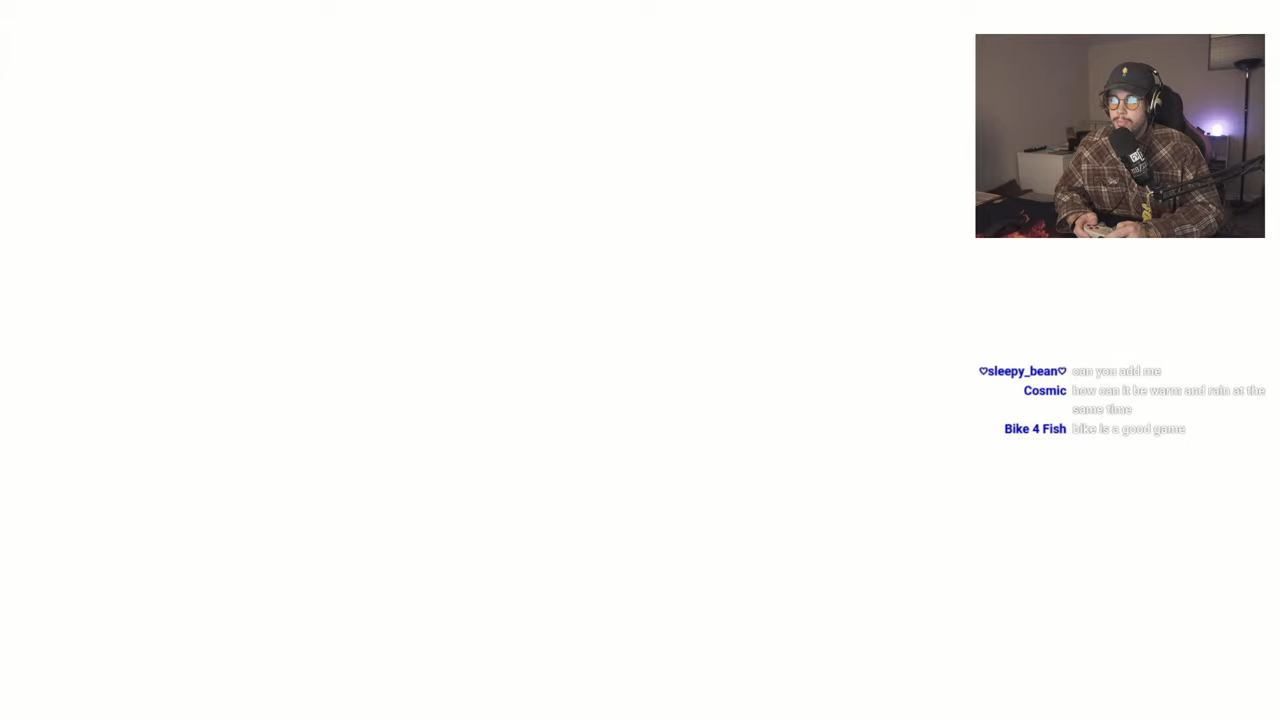 ♡sleepy_bean♡ can you add me
Cosmic how can it be warm and rain at the
same time
Bike 4 Fish bike is a good game